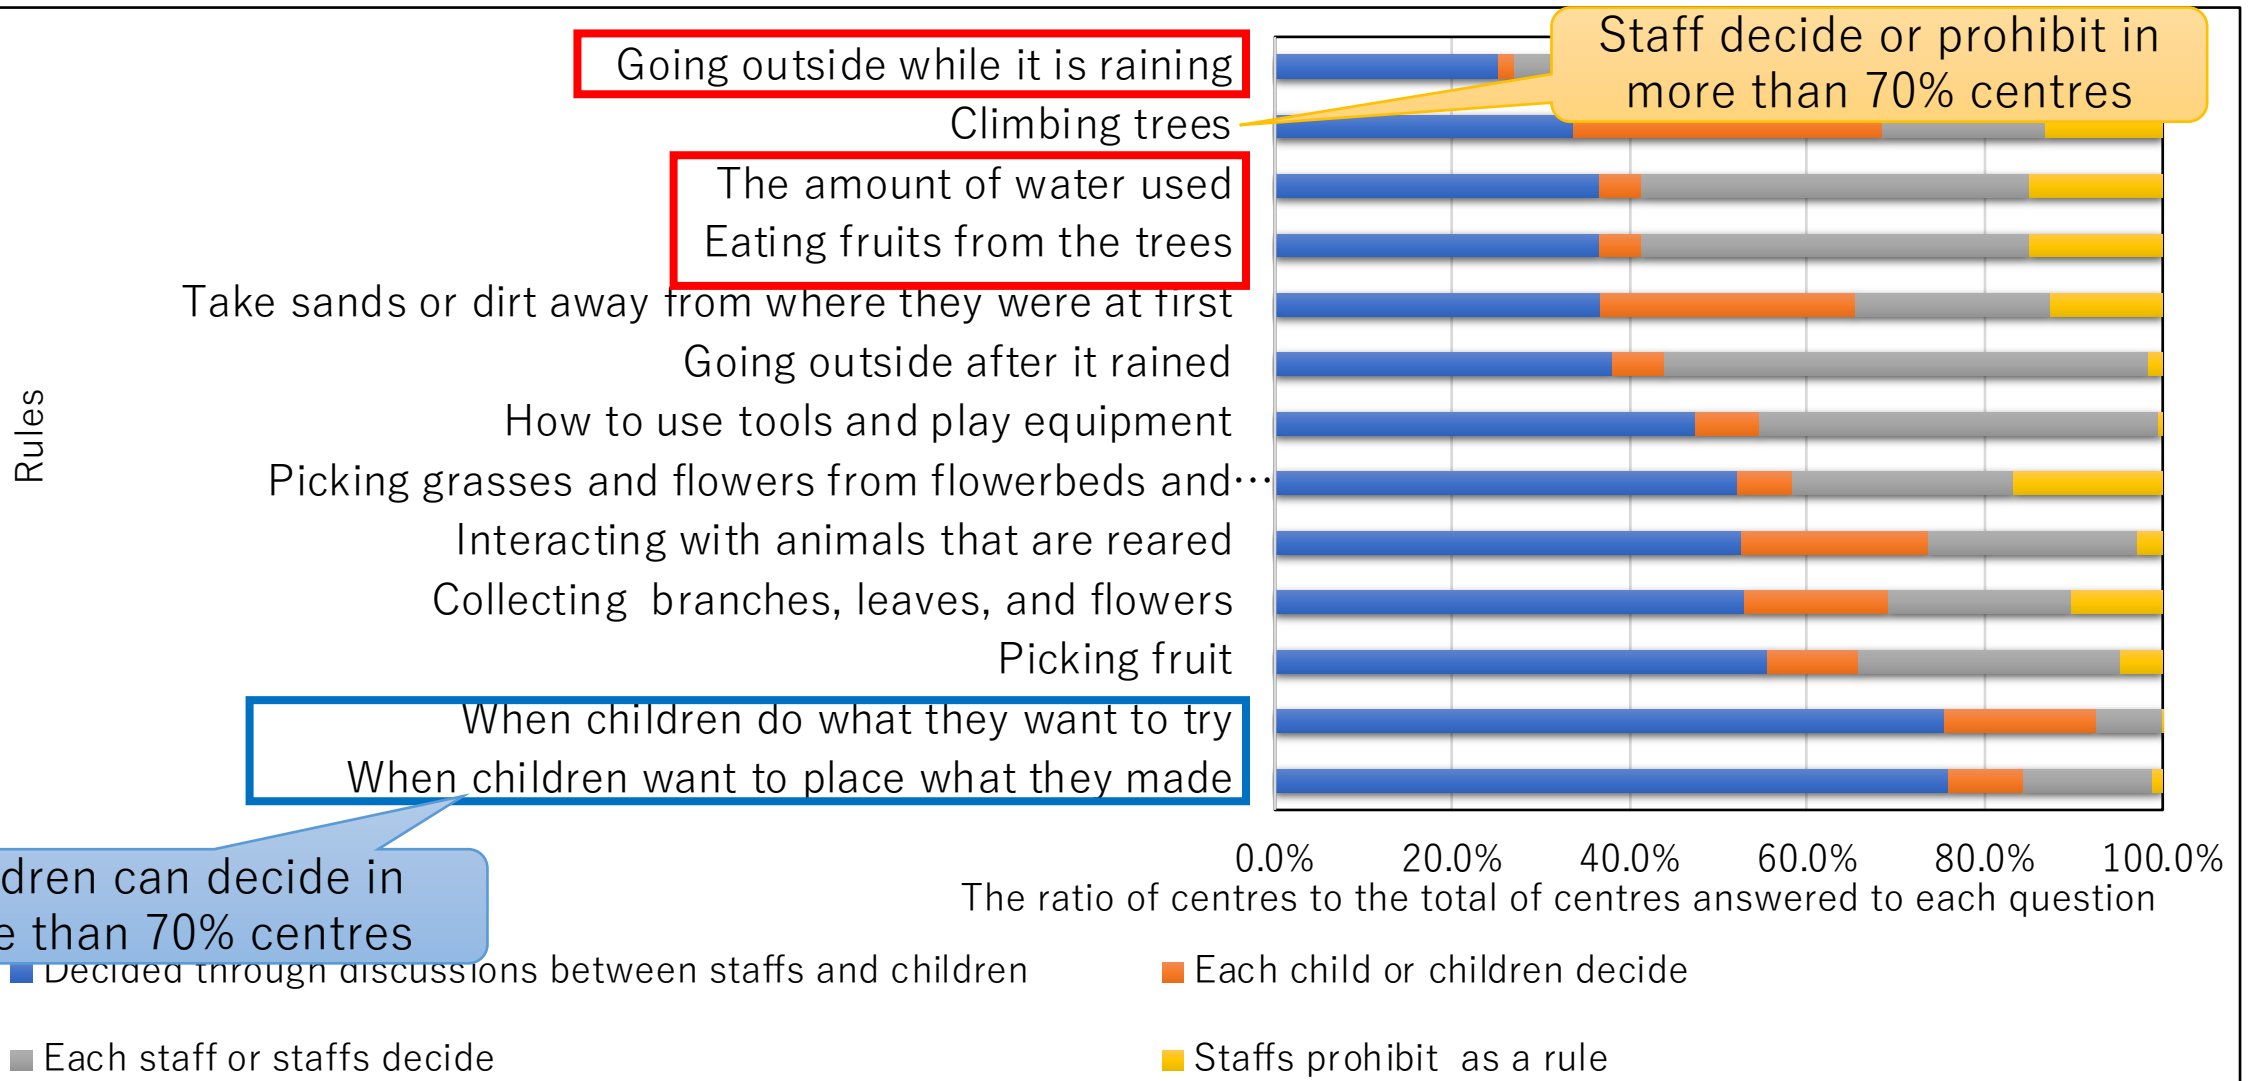 Staff decide or prohibit in
more than 70% centres
Going outside while it is raining
Climbing trees
The amount of water used
Eating fruits from the trees
Take sands or dirt away from where they were at first
Going outside after it rained
How to use tools and play equipment
Picking grasses and flowers from flowerbeds and…
Interacting with animals that are reared
Collecting branches, leaves, and flowers
Picking fruit
When children do what they want to try
When children want to place what they made
Rules
0.0% 20.0% 40.0% 60.0% 80.0% 100.0%
The ratio of centres to the total of centres answered to each question
dren can decide in
e than 70% centres
Decided through discussions between staffs and children
Each child or children decide
Each staff or staffs decide
Staffs prohibit as a rule